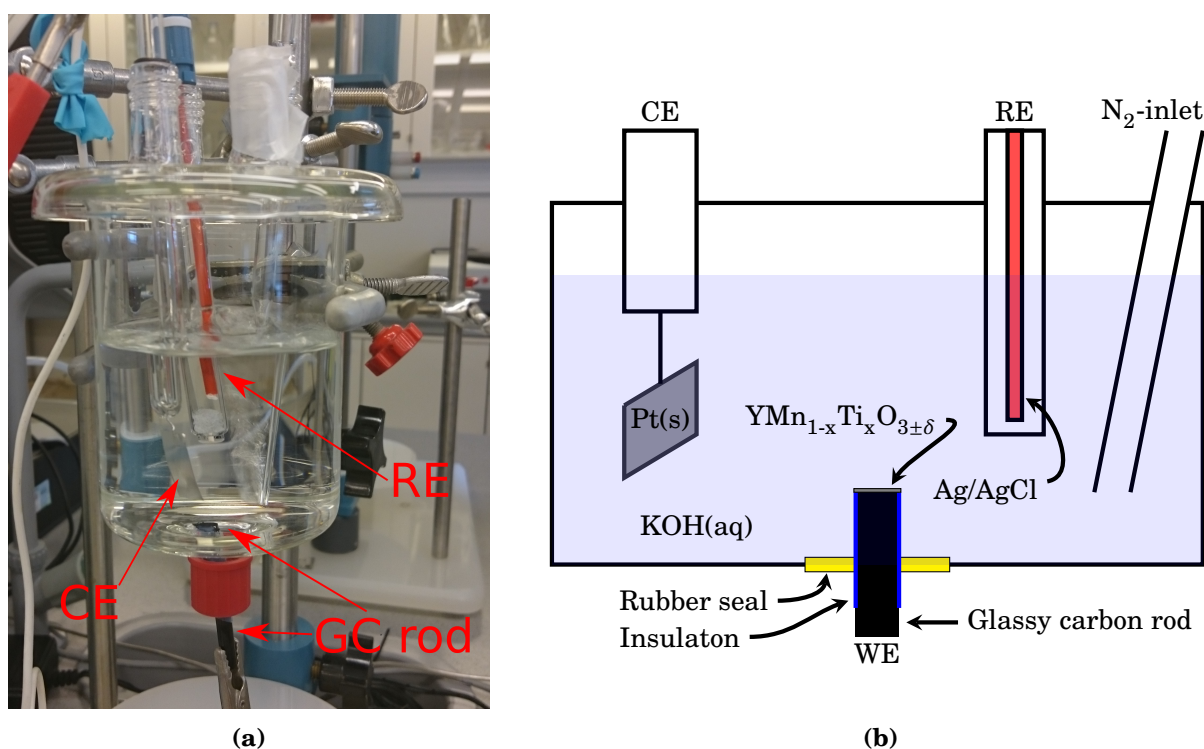 RE
CE
GC rod
(a)
CE
RE
N₂-inlet
Pt(s)
YMn₁₋ₓTiₓO₃±δ
Ag/AgCl
KOH(aq)
Rubber seal
Insulaton
Glassy carbon rod
WE
(b)